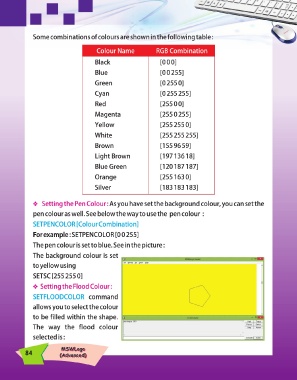 Some combinations of colours are shown in the following table:
Colour Name RGB Combination
Black [0 0 0]
Blue [0 0 255]
Green [0 255 0]
Cyan [0 255 255]
Red [255 0 0]
Magenta [255 0 255]
Yellow [255 255 0]
White [255 255 255]
Brown [155 96 59]
Light Brown [197 136 18]
Blue Green [120 187 187]
Orange [255 163 0]
Silver [183 183 183]
❖ Setting the Pen Colour : As you have set the background colour, you can set the
pen colour as well. See below the way to use the pen colour :
SETPENCOLOR [Colour Combination]
For example : SETPENCOLOR [0 0 255]
The pen colour is set to blue. See in the picture :
The background colour is set
to yellow using
SETSC [255 255 0]
❖ Setting the Flood Colour :
SETFLOODCOLOR command
allows you to select the colour
to be filled within the shape.
The way the flood colour
selected is :
84
MSWLogo
(Advanced)